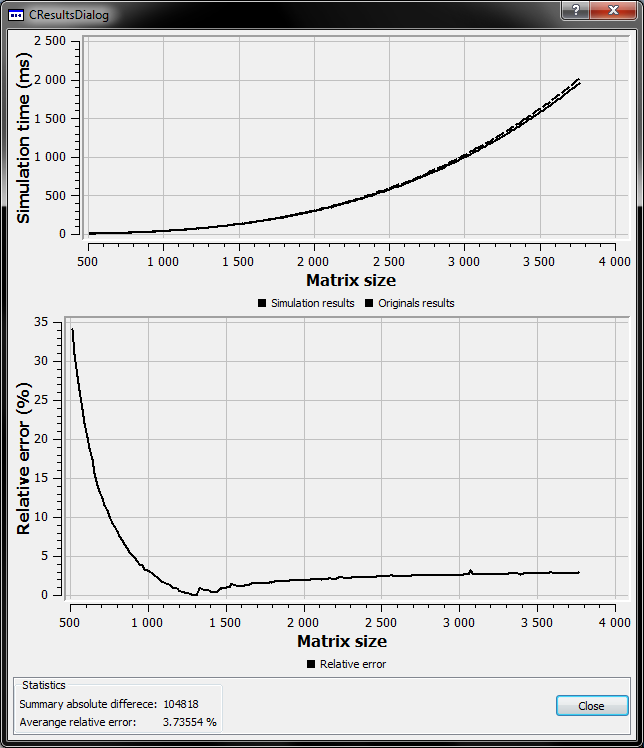 CResultsDialog
?
Simulation time (ms)
2 500
2 000
1 500
1 000
500
0
500 1 000 1 500 2 000 2 500 3 000 3 500 4 000
Matrix size
Simulation results Originals results
Relative error (%)
35
30
25
20
15
10
5
0
500 1 000 1 500 2 000 2 500 3 000 3 500 4 000
Matrix size
Relative error
Statistics
Summary absolute differece: 104818
Averange relative error: 3.73554 %
Close